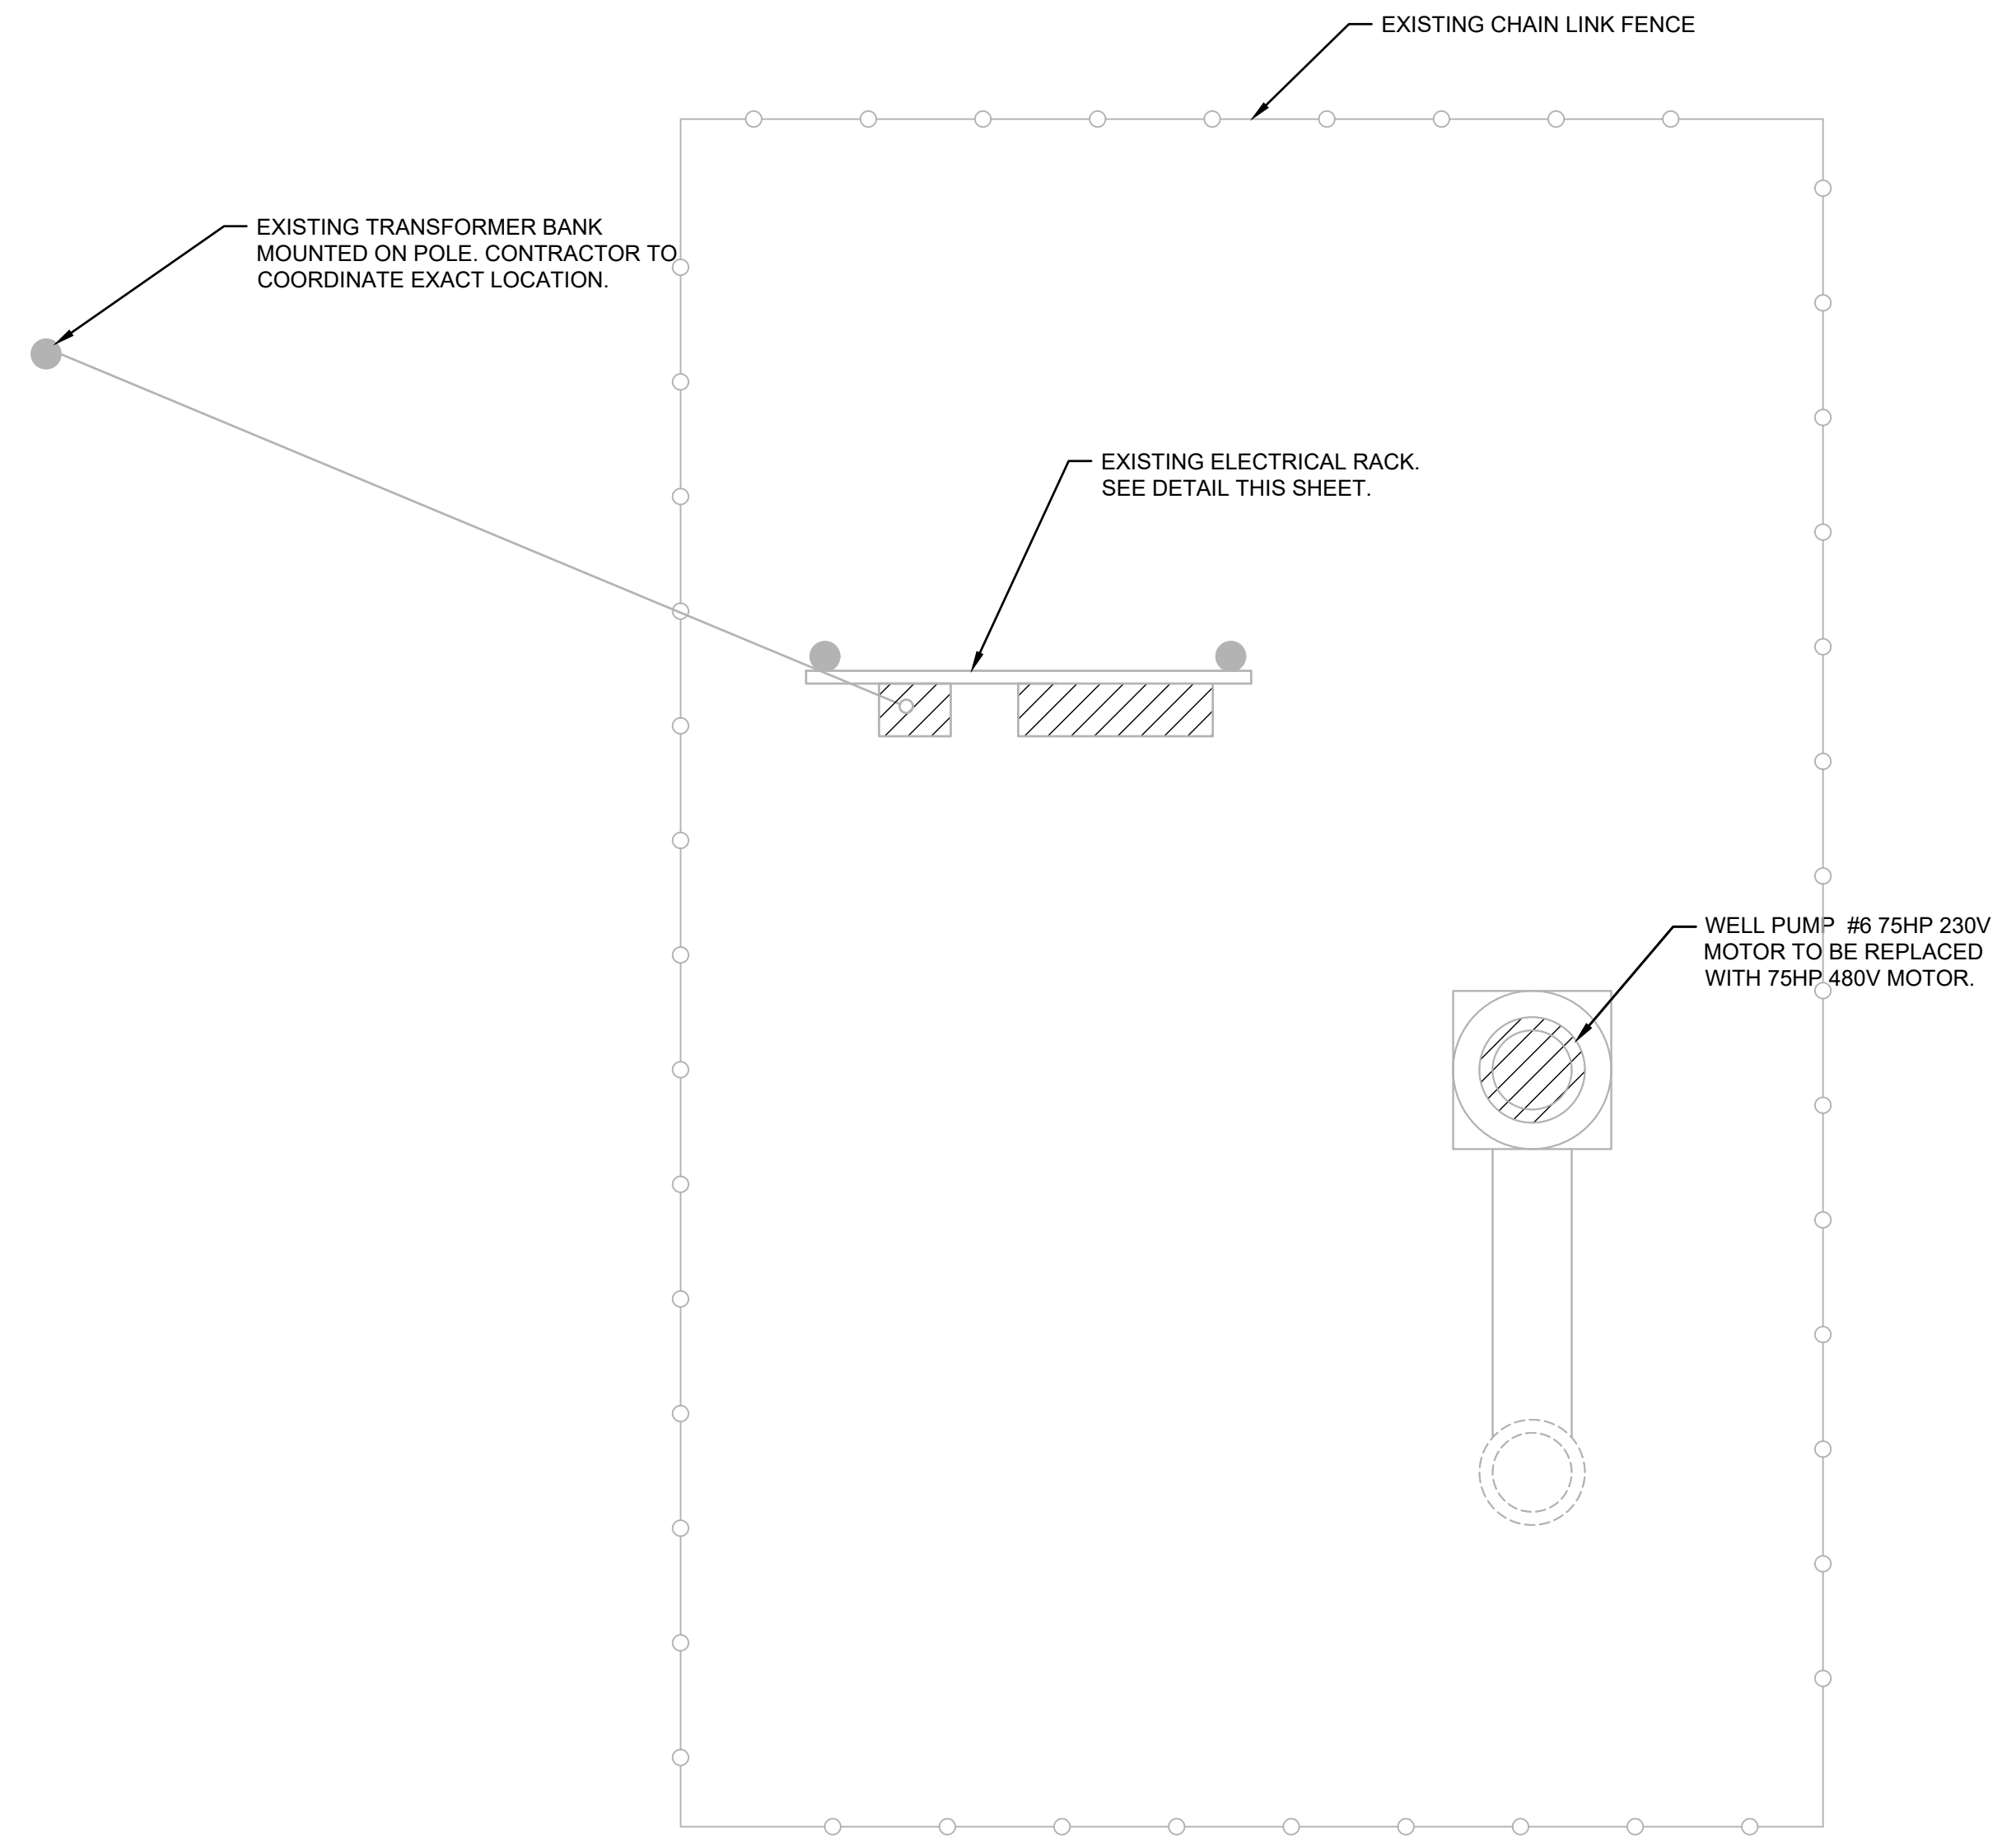 EXISTING CHAIN LINK FENCE
EXISTING TRANSFORMER BANK
MOUNTED ON POLE. CONTRACTOR TO
COORDINATE EXACT LOCATION.
EXISTING ELECTRICAL RACK.
SEE DETAIL THIS SHEET.
WELL PUMP #6 75HP 230V
MOTOR TO BE REPLACED
WITH 75HP 480V MOTOR.